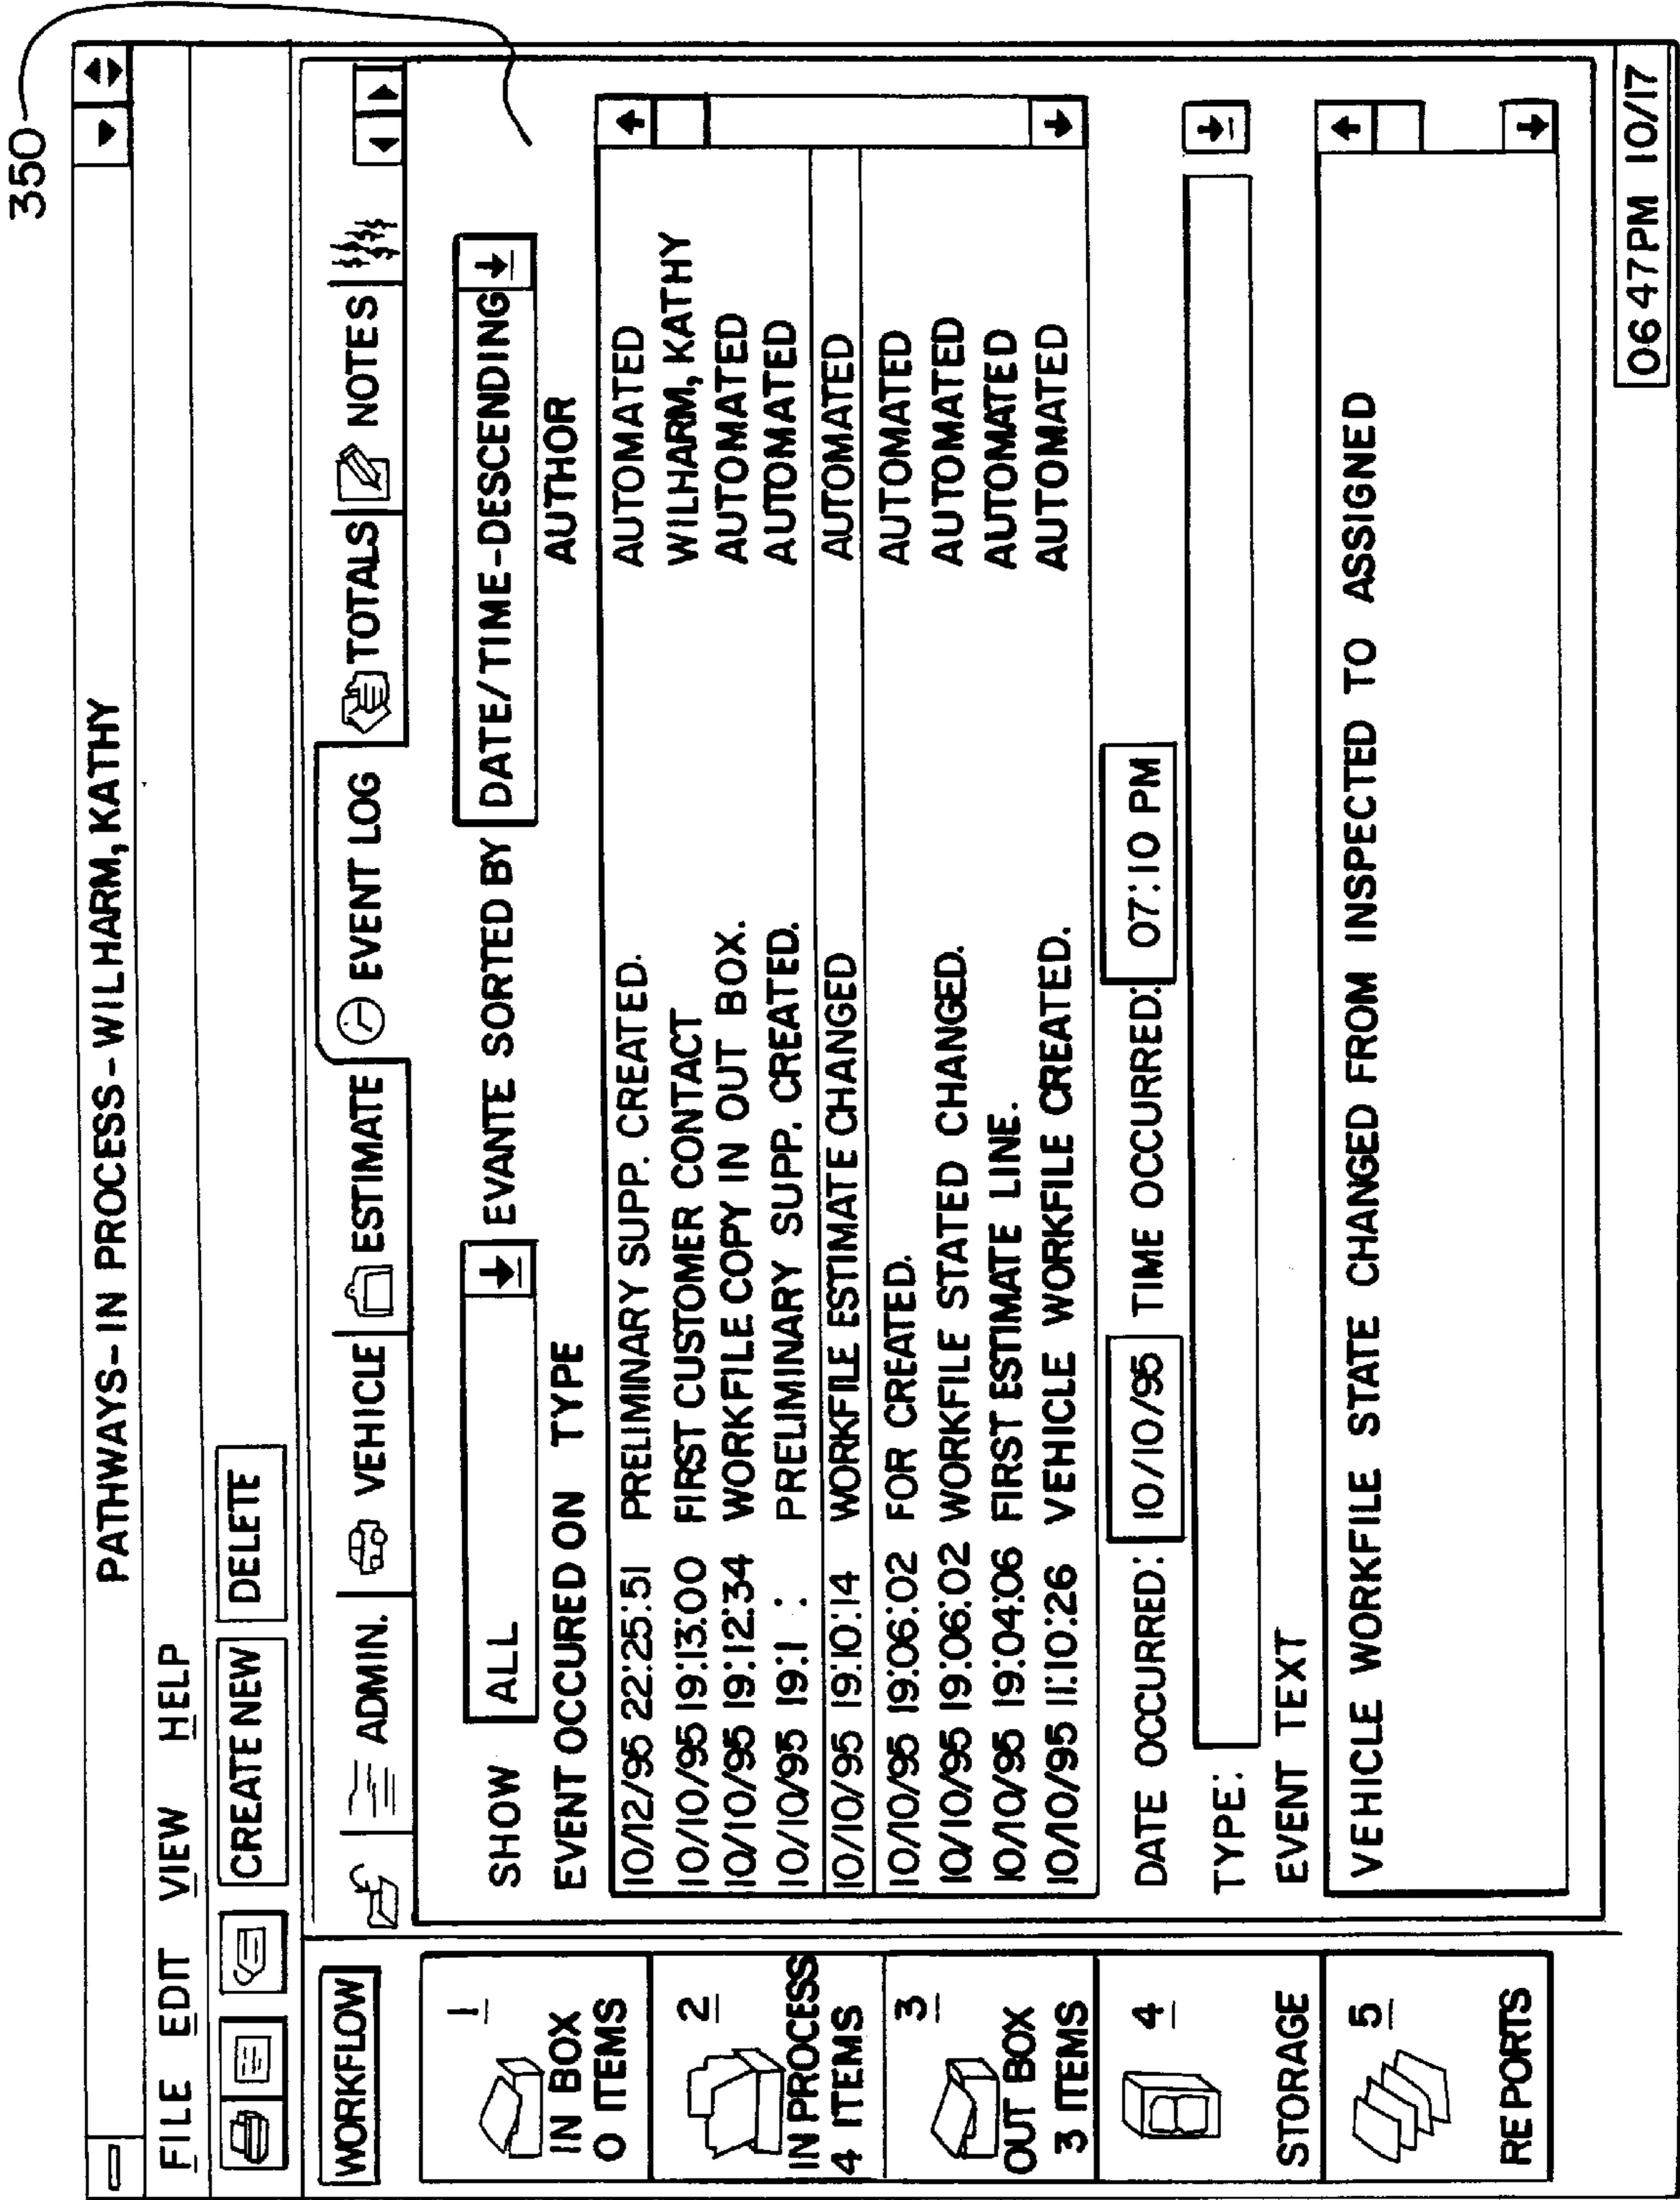 350
PATHWAYS-IN PROCESS-WILHARM, KATHY
FILE EDIT VIEW HELP
CREATE NEW DELETE
WORKFLOW
ADMIN. VEHICLE ESTIMATE EVENT LOG TOTALS NOTES
1
IN BOX
0 ITEMS
2
IN PROCESS
4 ITEMS
3
OUT BOX
3 ITEMS
4
STORAGE
5
REPORTS
SHOW ALL EVANTE SORTED BY DATE/TIME-DESCENDING
EVENT OCCURED ON TYPE AUTHOR
10/12/95 22:25:51 PRELIMINARY SUPP. CREATED. AUTOMATED
10/10/95 19:13:00 FIRST CUSTOMER CONTACT WILHARM, KATHY
10/10/95 19:12:34 WORKFILE COPY IN OUT BOX. AUTOMATED
10/10/95 19:1 : PRELIMINARY SUPP. CREATED. AUTOMATED
10/10/95 19:10:14 WORKFILE ESTIMATE CHANGED AUTOMATED
10/10/95 19:06:02 FOR CREATED. AUTOMATED
10/10/95 19:06:02 WORKFILE STATED CHANGED. AUTOMATED
10/10/95 19:04:06 FIRST ESTIMATE LINE. AUTOMATED
10/10/95 11:10:26 VEHICLE WORKFILE CREATED. AUTOMATED
DATE OCCURRED: 10/10/95 TIME OCCURRED: 07:10 PM
TYPE:
EVENT TEXT
VEHICLE WORKFILE STATE CHANGED FROM INSPECTED TO ASSIGNED
06 47 PM 10/17